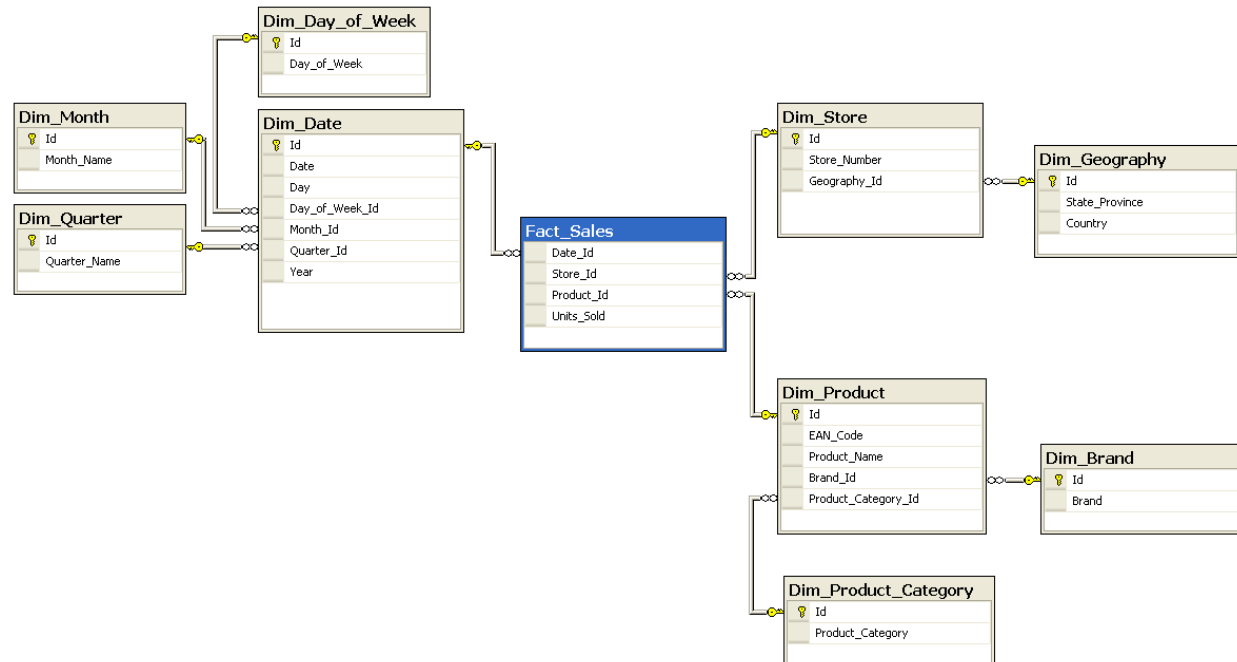 Dim_Day_of_Week
Id
Day_of_Week
Dim_Month
Id
Month_Name
Dim_Quarter
Id
Quarter_Name
Dim_Date
Id
Date
Day
Day_of_Week_Id
Month_Id
Quarter_Id
Year
Fact_Sales
Date_Id
Store_Id
Product_Id
Units_Sold
Dim_Store
Id
Store_Number
Geography_Id
Dim_Geography
Id
State_Province
Country
Dim_Product
Id
EAN_Code
Product_Name
Brand_Id
Product_Category_Id
Dim_Brand
Id
Brand
Dim_Product_Category
Id
Product_Category